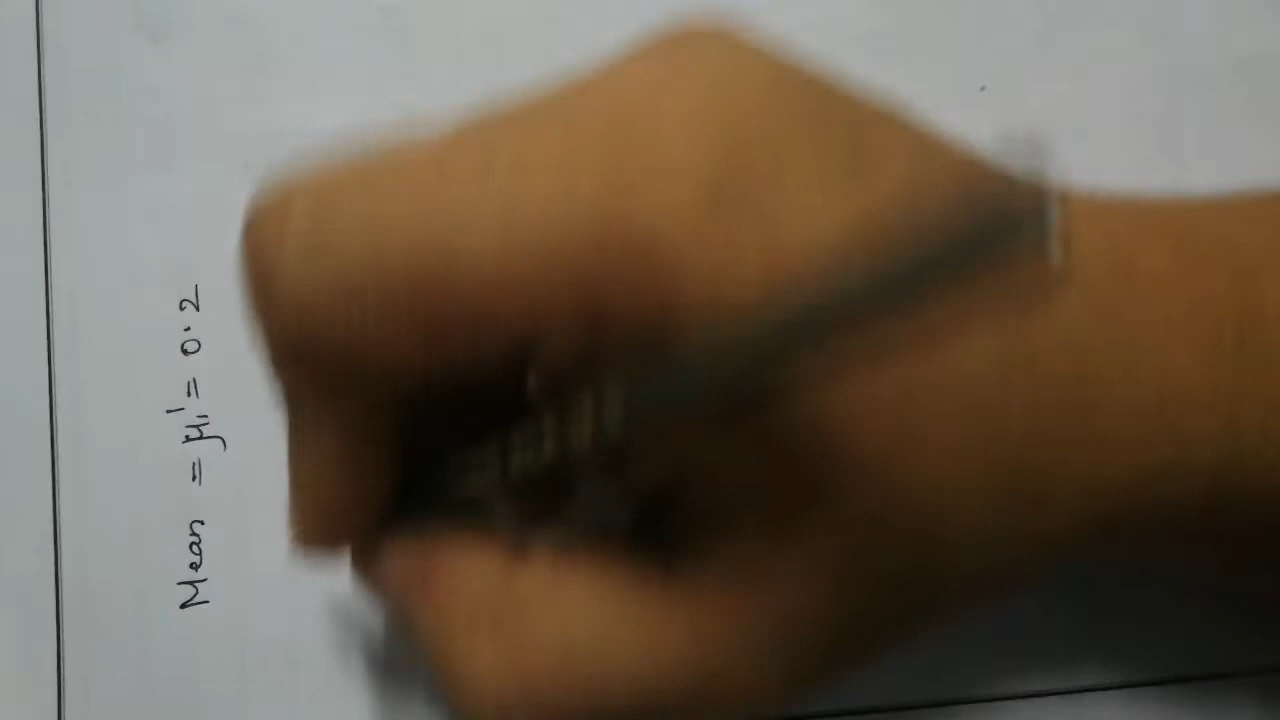 Mean = μ₁' = 0.2